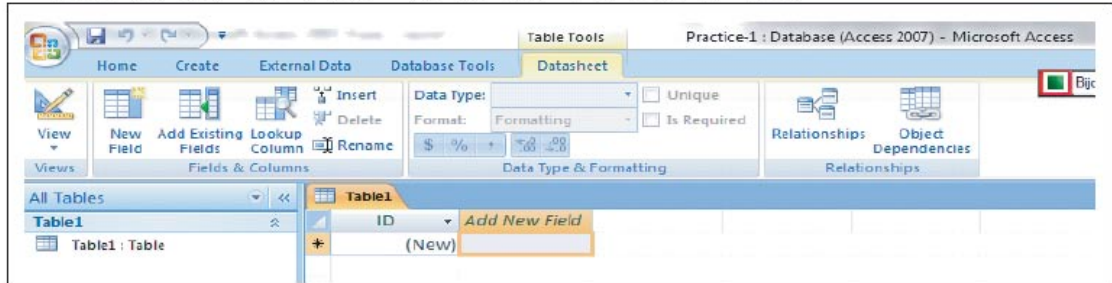 Table Tools Practice-1 : Database (Access 2007) - Microsoft Access
Home Create External Data Database Tools Datasheet
View
New Field
Add Existing Fields
Lookup Column
Insert
Delete
Rename
Data Type:
Format: Formatting
$ % ,
Unique
Is Required
Relationships
Object Dependencies
Views Fields & Columns Data Type & Formatting Relationships
All Tables
Table1
Table1 : Table
Table1
ID Add New Field
(New)